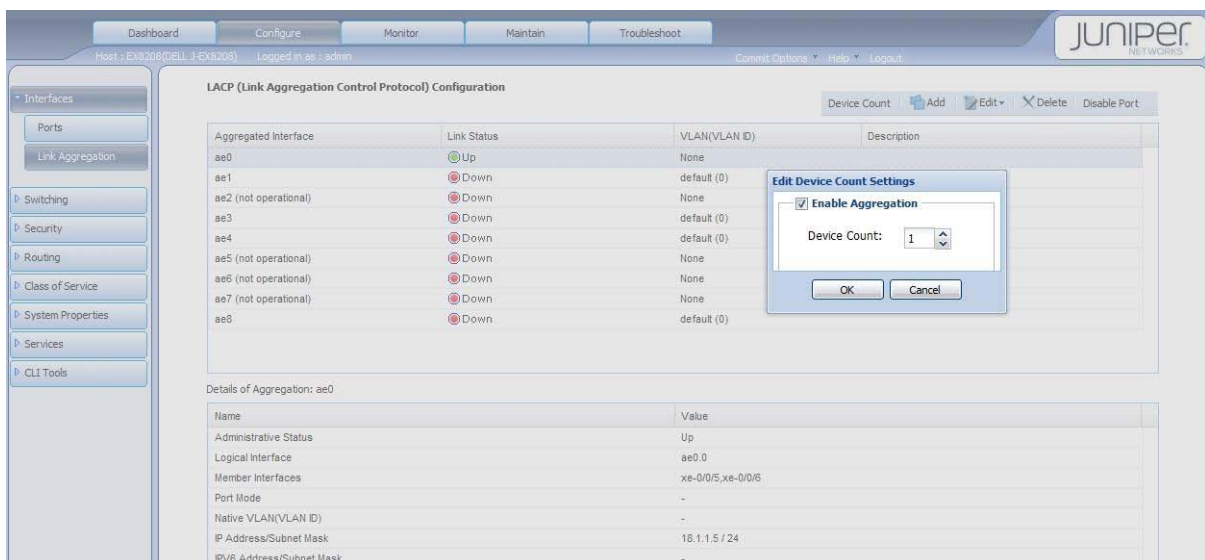 Dashboard Configure Monitor Maintain Troubleshoot
JUNIPER NETWORKS
Host : EX8208(DELL J-EX8208) Logged in as : admin Commit Options Help Logout
Interfaces
Ports
Link Aggregation
Switching
Security
Routing
Class of Service
System Properties
Services
CLI Tools
LACP (Link Aggregation Control Protocol) Configuration
Device Count Add Edit Delete Disable Port
Aggregated Interface Link Status VLAN(VLAN ID) Description
ae0 Up None
ae1 Down default (0)
ae2 (not operational) Down None
ae3 Down default (0)
ae4 Down default (0)
ae5 (not operational) Down None
ae6 (not operational) Down None
ae7 (not operational) Down None
ae8 Down default (0)
Edit Device Count Settings
Enable Aggregation
Device Count: 1
OK Cancel
Details of Aggregation: ae0
Name Value
Administrative Status Up
Logical Interface ae0.0
Member Interfaces xe-0/0/5,xe-0/0/6
Port Mode -
Native VLAN(VLAN ID) -
IP Address/Subnet Mask 18.1.1.5 / 24
IPV6 Address/Subnet Mask -